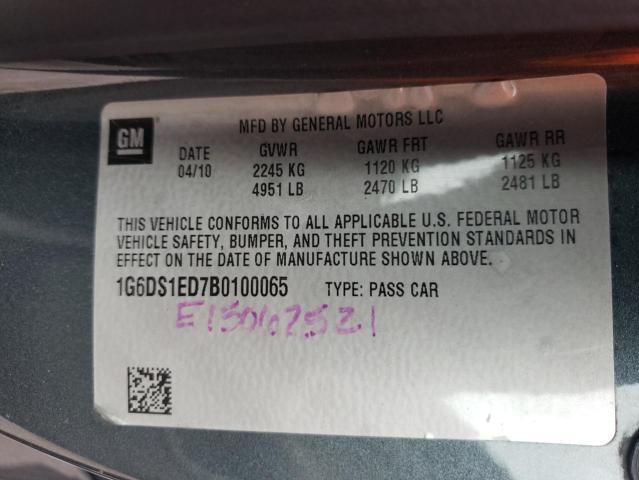 GM
MFD BY GENERAL MOTORS LLC
DATE GVWR GAWR FRT GAWR RR
04/10 2245 KG 1120 KG 1125 KG
4951 LB 2470 LB 2481 LB
THIS VEHICLE CONFORMS TO ALL APPLICABLE U.S. FEDERAL MOTOR
VEHICLE SAFETY, BUMPER, AND THEFT PREVENTION STANDARDS IN
EFFECT ON THE DATE OF MANUFACTURE SHOWN ABOVE.
1G6DS1ED7B0100065 TYPE: PASS CAR